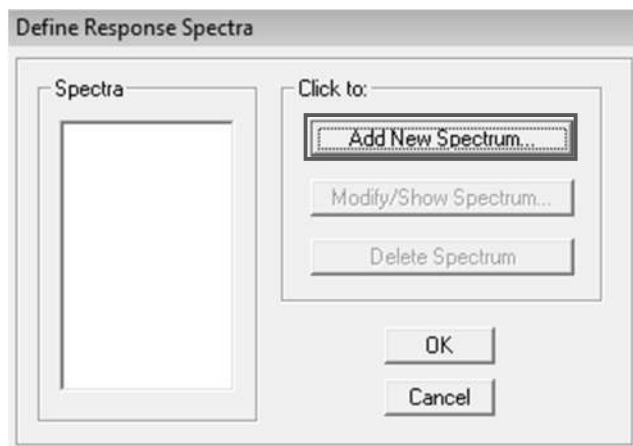 Define Response Spectra
Spectra
Click to:
Add New Spectrum...
Modify/Show Spectrum...
Delete Spectrum
OK
Cancel